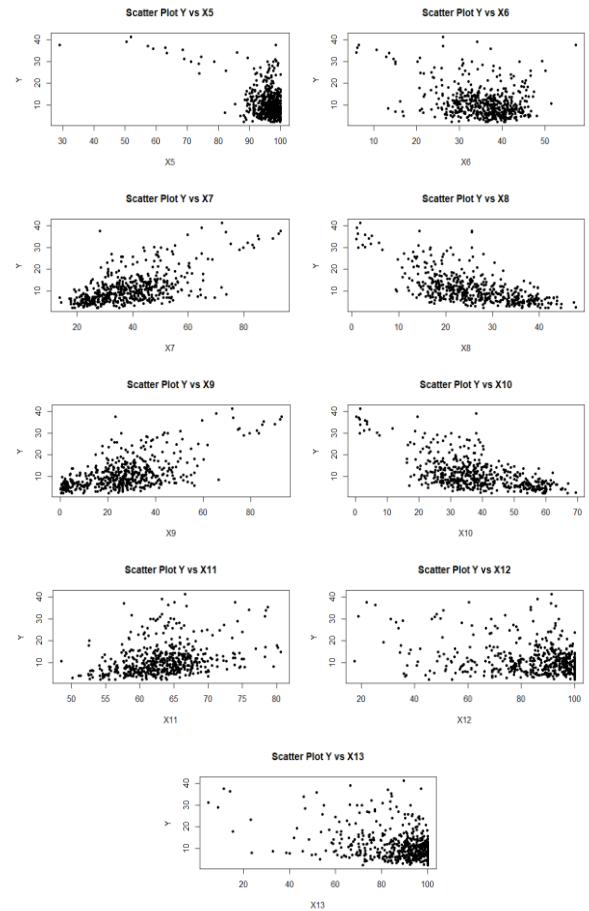 Scatter Plot Y vs X5
Scatter Plot Y vs X6
40
30
20
10
Y
30 40 50 60 70 80 90 100
X5
40
30
20
10
Y
10 20 30 40 50
X6
Scatter Plot Y vs X7
Scatter Plot Y vs X8
40
30
20
10
Y
20 40 60 80
X7
40
30
20
10
Y
0 10 20 30 40
X8
Scatter Plot Y vs X9
Scatter Plot Y vs X10
40
30
20
10
Y
0 20 40 60 80
X9
40
30
20
10
Y
0 10 20 30 40 50 60 70
X10
Scatter Plot Y vs X11
Scatter Plot Y vs X12
40
30
20
10
Y
50 55 60 65 70 75 80
X11
40
30
20
10
Y
20 40 60 80 100
X12
Scatter Plot Y vs X13
40
30
20
10
Y
20 40 60 80 100
X13